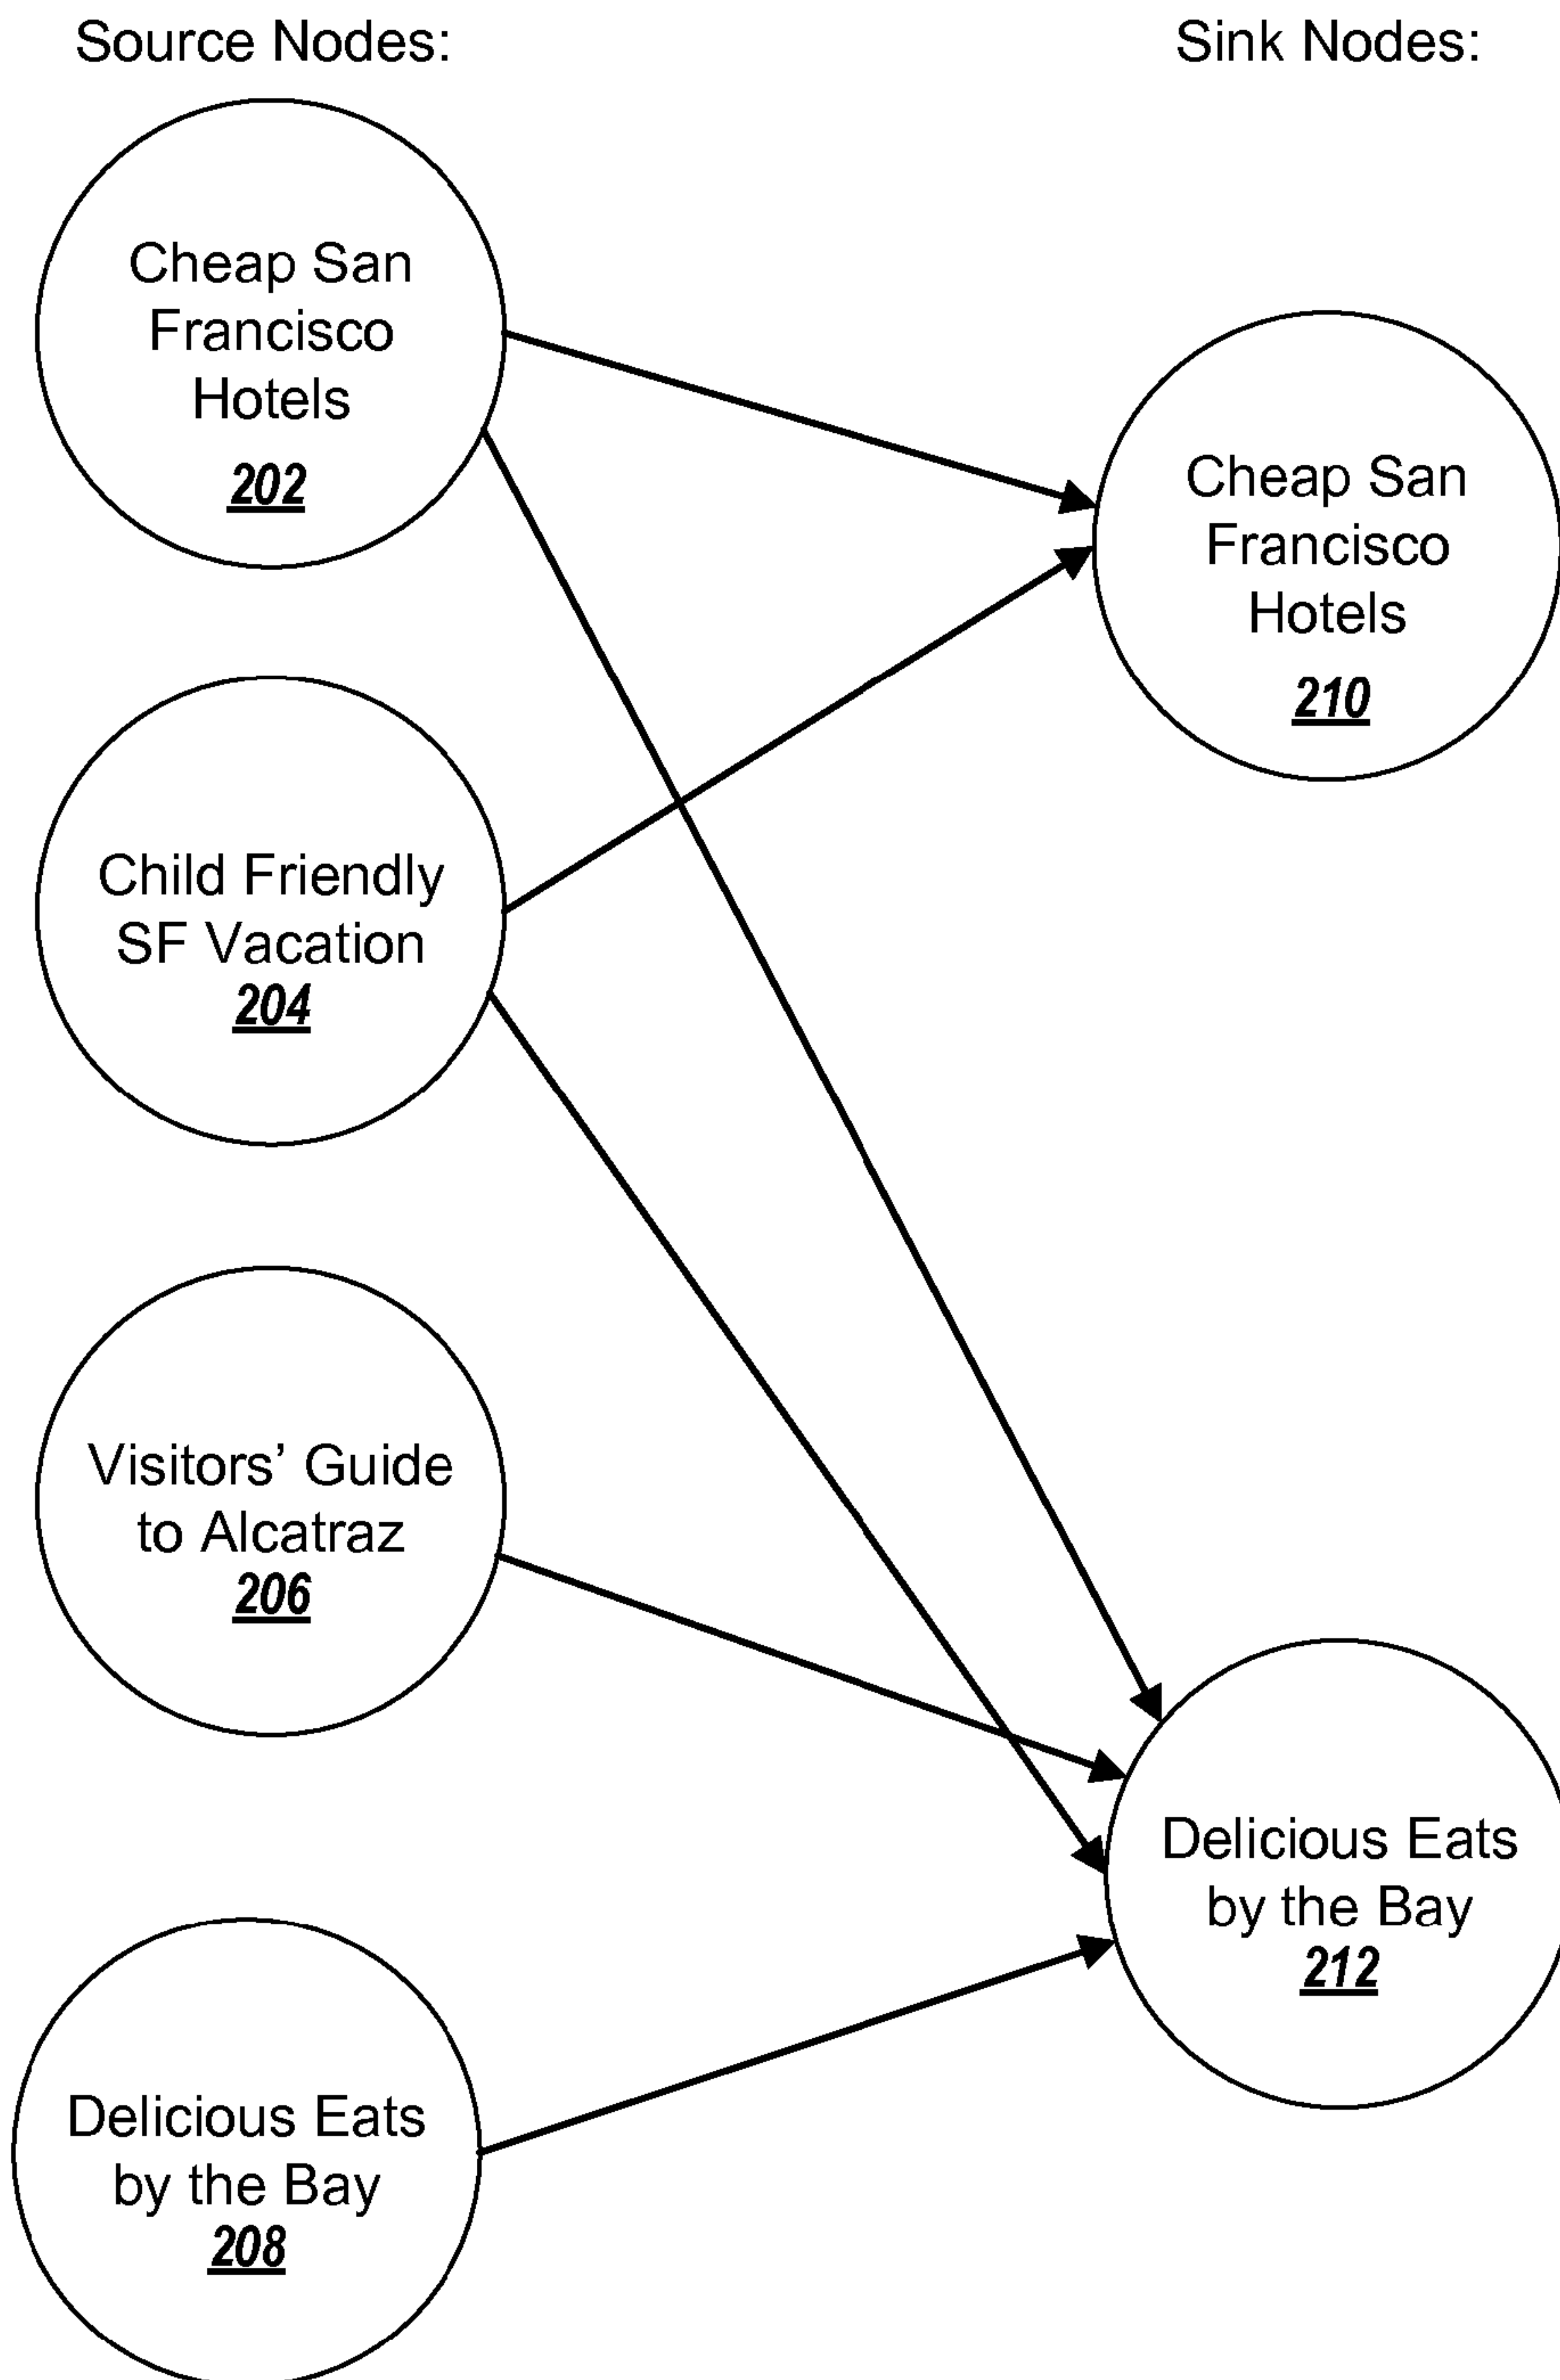 Source Nodes:
Sink Nodes:
Cheap San
Francisco
Hotels
202
Cheap San
Francisco
Hotels
210
Child Friendly
SF Vacation
204
Visitors’ Guide
to Alcatraz
206
Delicious Eats
by the Bay
212
Delicious Eats
by the Bay
208